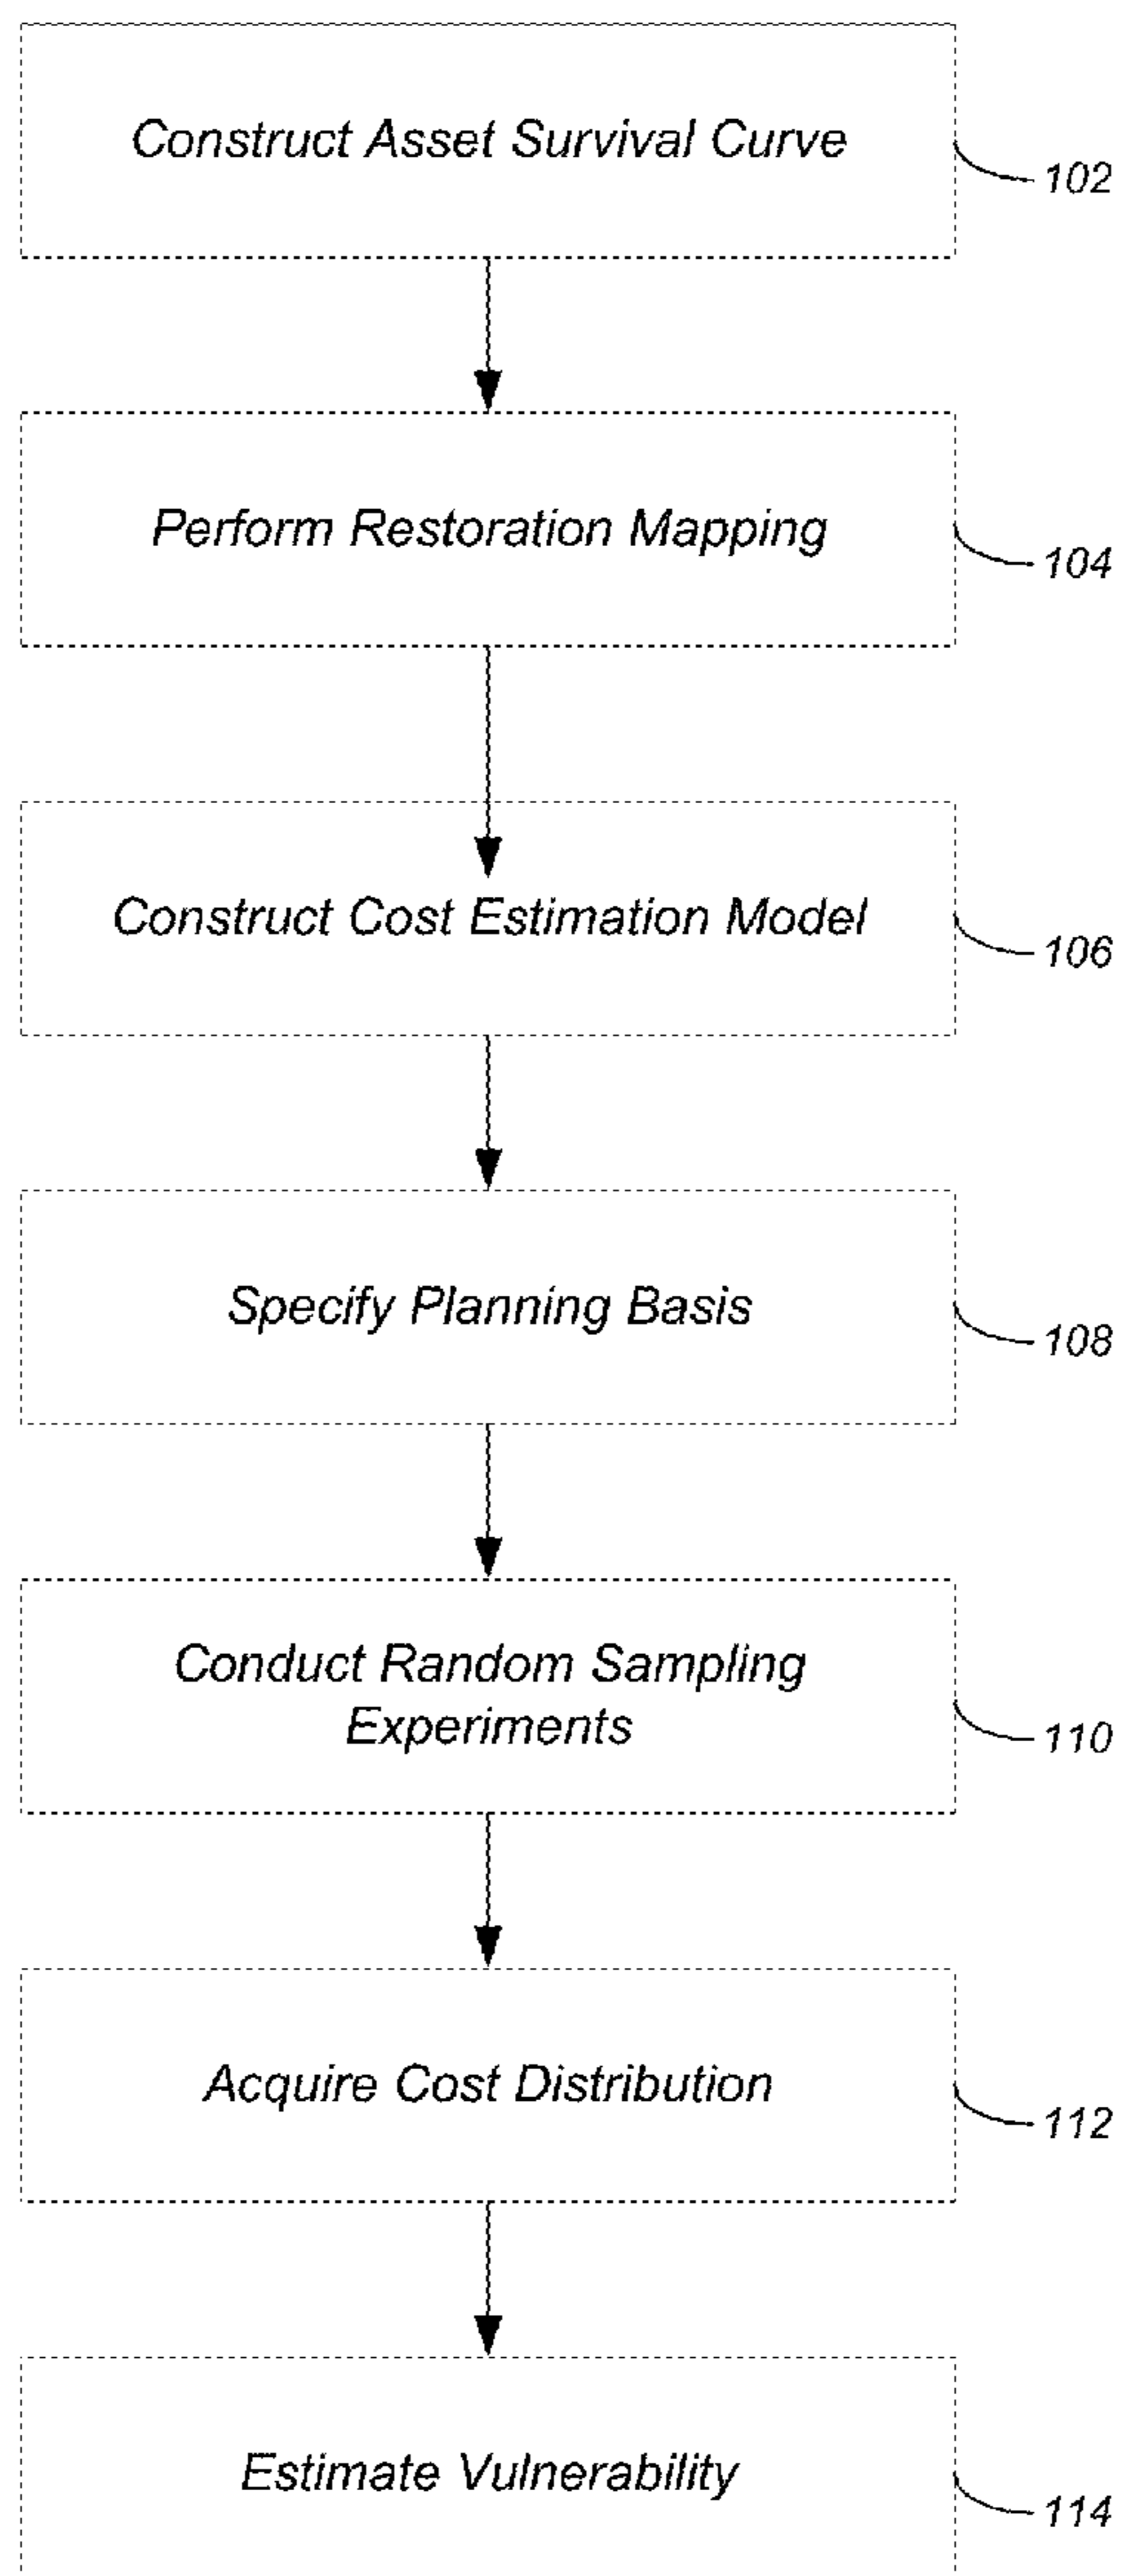 Construct Asset Survival Curve
102
Perform Restoration Mapping
104
Construct Cost Estimation Model
106
Specify Planning Basis
108
Conduct Random Sampling
Experiments
110
Acquire Cost Distribution
112
Estimate Vulnerability
114